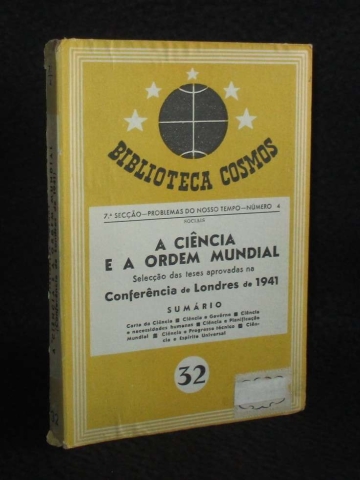 BIBLIOTECA COSMOS
7.ª SECÇÃO—PROBLEMAS DO NOSSO TEMPO—NÚMERO 4
A CIÊNCIA
E A ORDEM MUNDIAL
Selecção das teses aprovadas na
Conferência de Londres de 1941
SUMÁRIO
Carta da Ciência ■ Ciência e Govêrno ■ Ciência
e necessidades humanas ■ Ciência e Planificação
Mundial ■ Ciência e Progresso técnico ■ Ciên-
cia e Espírito Universal
32
32